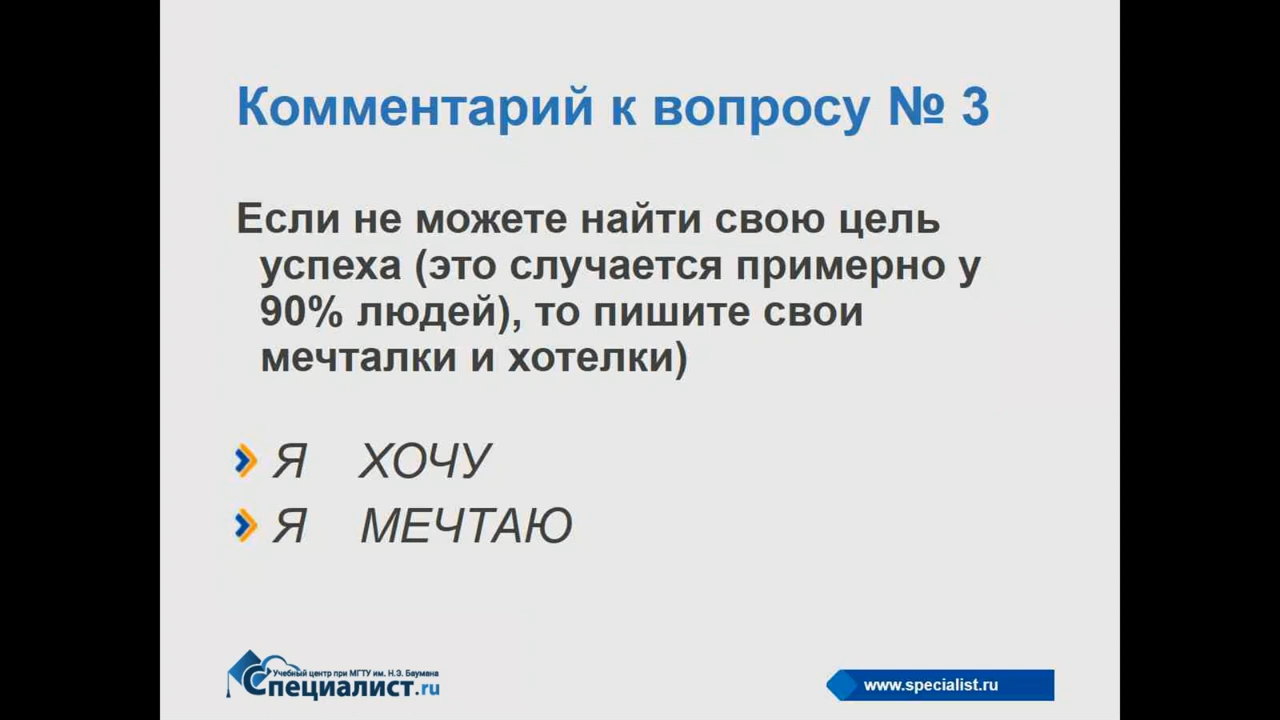 Комментарий к вопросу № 3
Если не можете найти свою цель
успеха (это случается примерно у
90% людей), то пишите свои
мечталки и хотелки)
Я ХОЧУ
Я МЕЧТАЮ
Учебный центр при МГТУ им. Н.Э. Баумана
Специалист.ru
www.specialist.ru